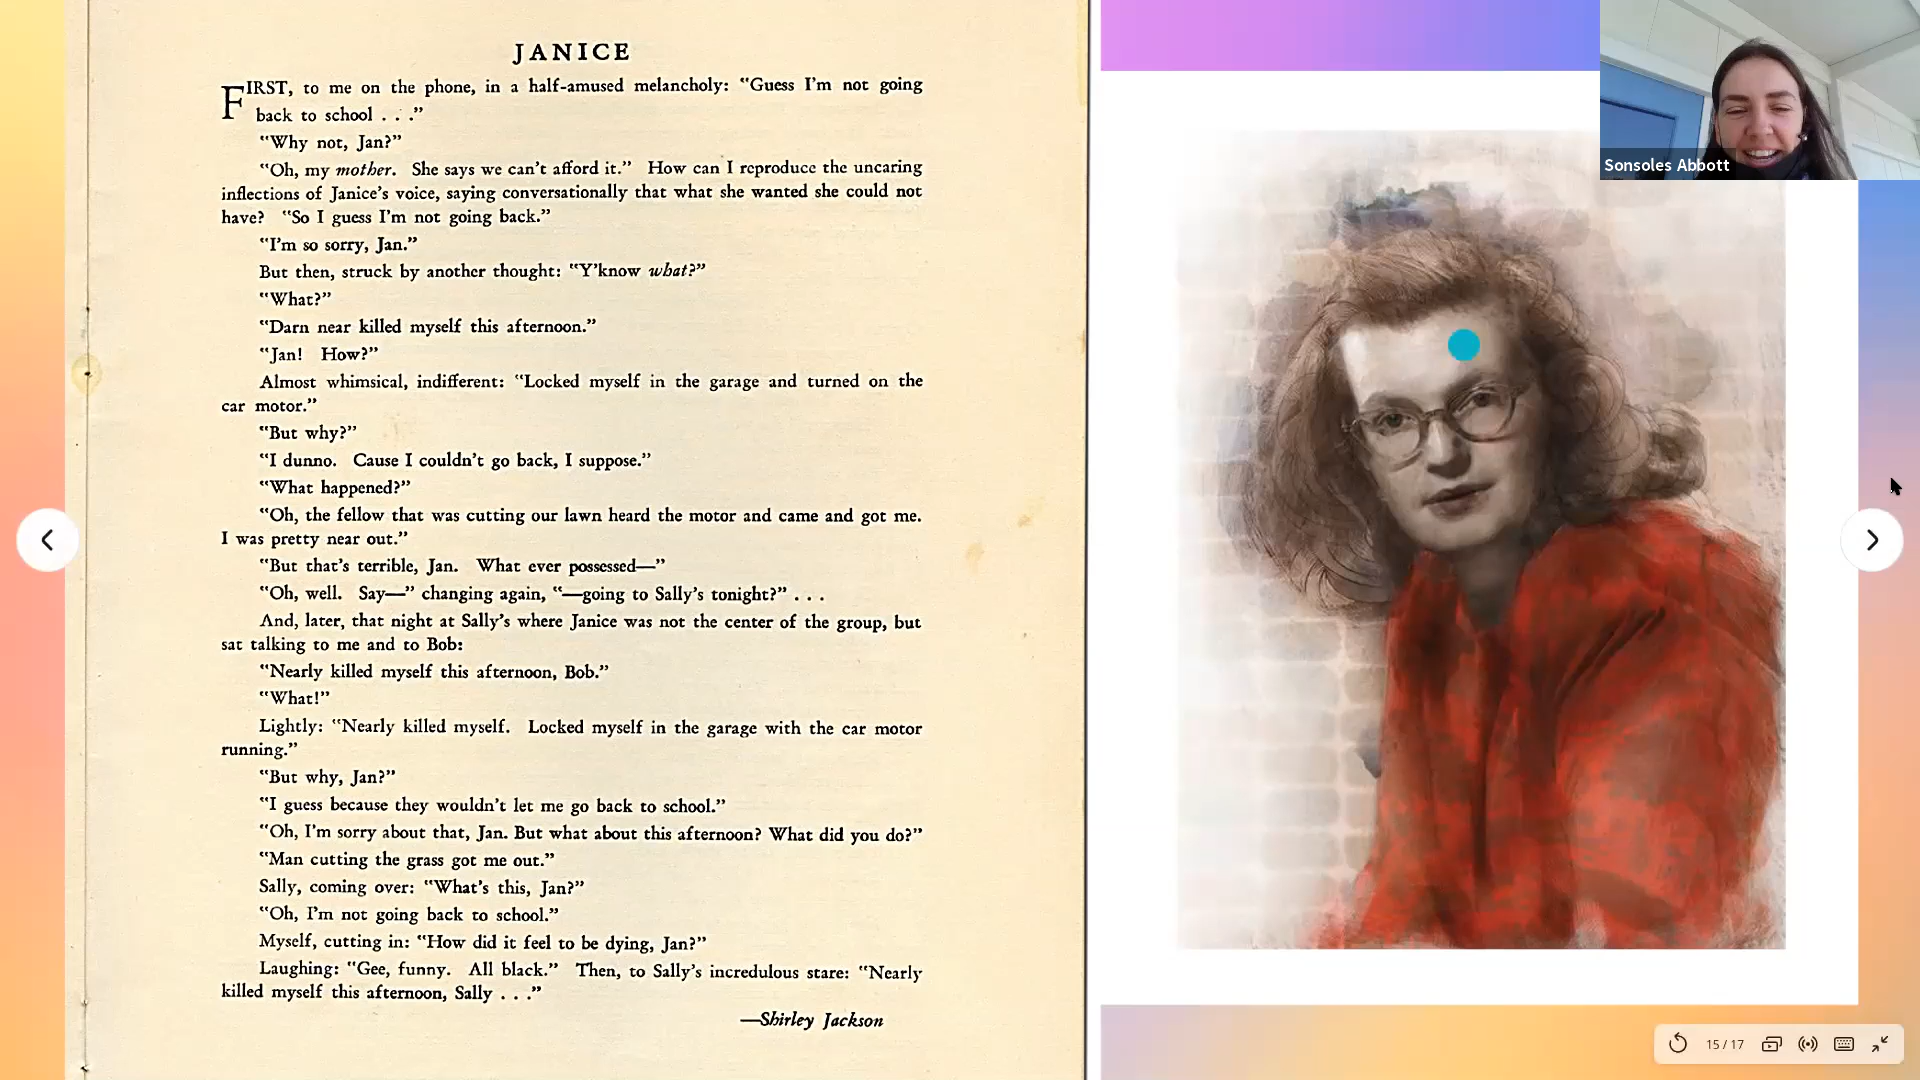 JANICE
FIRST, to me on the phone, in a half-amused melancholy: “Guess I’m not going
back to school . . .”
“Why not, Jan?”
“Oh, my mother. She says we can’t afford it.” How can I reproduce the uncaring
inflections of Janice’s voice, saying conversationally that what she wanted she could not
have? “So I guess I’m not going back.”
“I’m so sorry, Jan.”
But then, struck by another thought: “Y’know what?”
“What?”
“Darn near killed myself this afternoon.”
“Jan! How?”
Almost whimsical, indifferent: “Locked myself in the garage and turned on the
car motor.”
“But why?”
“I dunno. Cause I couldn’t go back, I suppose.”
“What happened?”
“Oh, the fellow that was cutting our lawn heard the motor and came and got me.
I was pretty near out.”
“But that’s terrible, Jan. What ever possessed—”
“Oh, well. Say—” changing again, “—going to Sally’s tonight?” . . .
And, later, that night at Sally’s where Janice was not the center of the group, but
sat talking to me and to Bob:
“Nearly killed myself this afternoon, Bob.”
“What!”
Lightly: “Nearly killed myself. Locked myself in the garage with the car motor
running.”
“But why, Jan?”
“I guess because they wouldn’t let me go back to school.”
“Oh, I’m sorry about that, Jan. But what about this afternoon? What did you do?”
“Man cutting the grass got me out.”
Sally, coming over: “What’s this, Jan?”
“Oh, I’m not going back to school.”
Myself, cutting in: “How did it feel to be dying, Jan?”
Laughing: “Gee, funny. All black.” Then, to Sally’s incredulous stare: “Nearly
killed myself this afternoon, Sally . . .”
—Shirley Jackson
Sonsoles Abbott
15 / 17